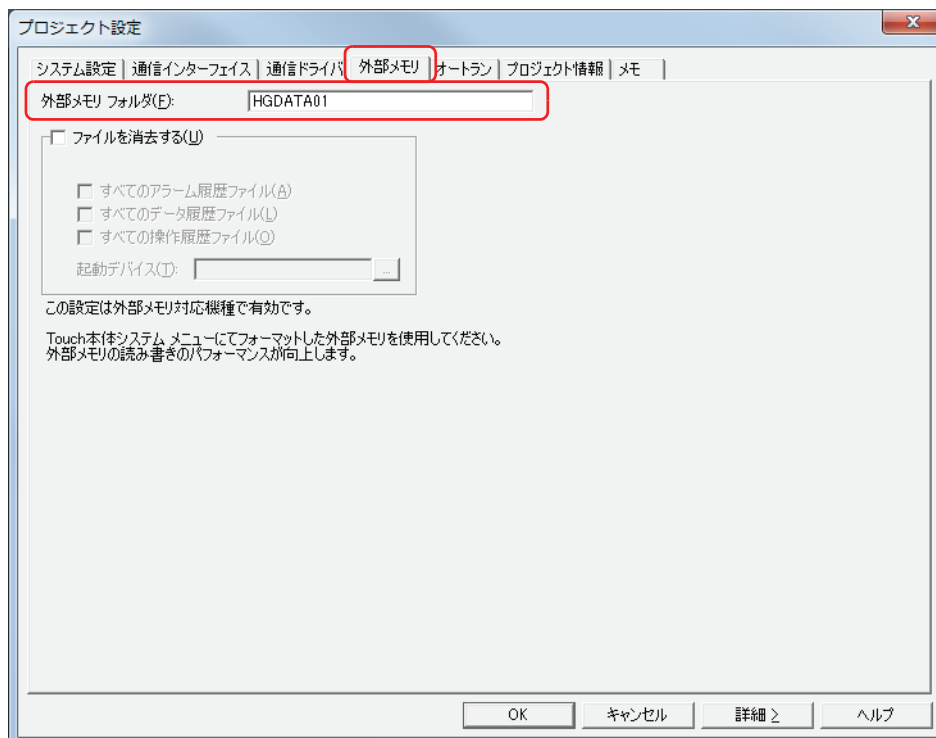 プロジェクト設定
システム設定 通信インターフェイス 通信ドライバ 外部メモリ オートラン プロジェクト情報 メモ
外部メモリ フォルダ(F): HGDATA01
ファイルを消去する(U)
すべてのアラーム履歴ファイル(A)
すべてのデータ履歴ファイル(L)
すべての操作履歴ファイル(O)
起動デバイス(T): ...
この設定は外部メモリ対応機種で有効です。
Touch本体システム メニューにてフォーマットした外部メモリを使用してください。
外部メモリの読み書きのパフォーマンスが向上します。
OK キャンセル 詳細 ≥ ヘルプ